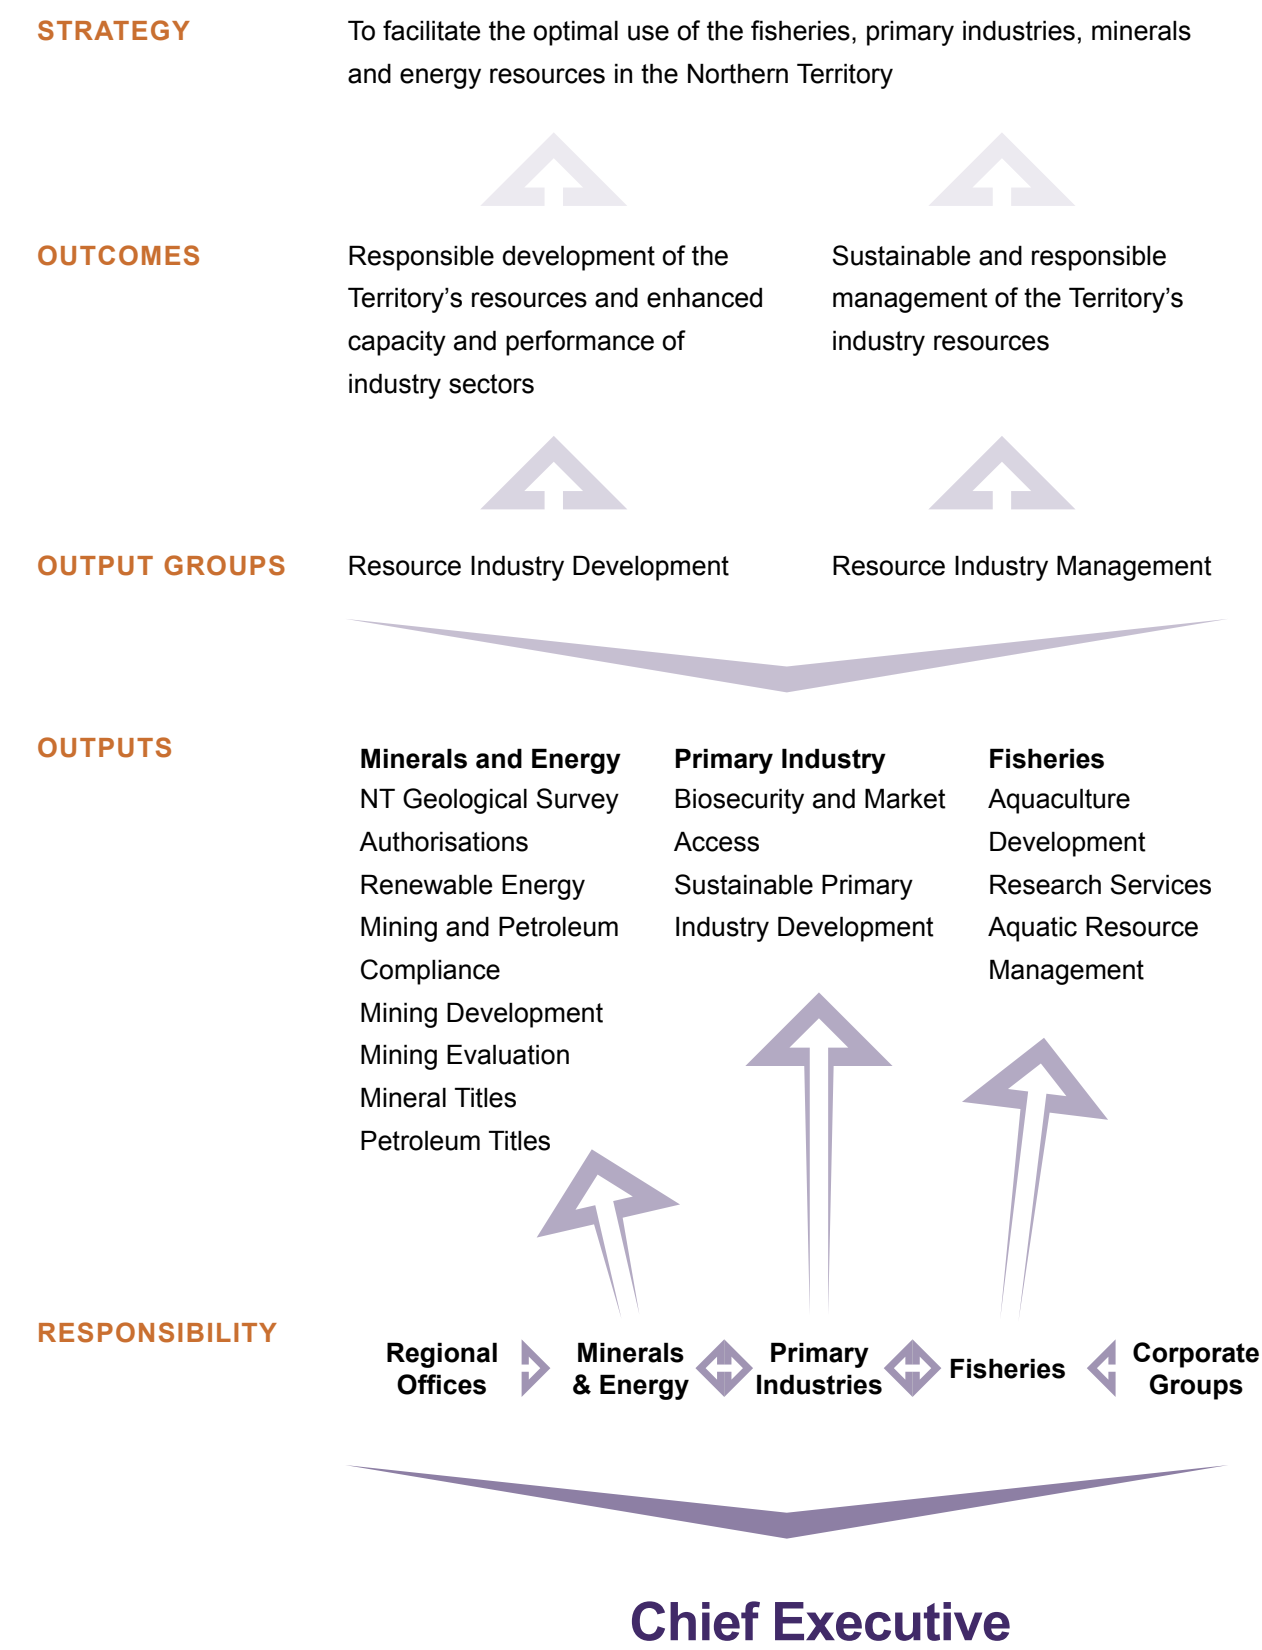 STRATEGY
To facilitate the optimal use of the fisheries, primary industries, minerals
and energy resources in the Northern Territory
OUTCOMES
Responsible development of the
Territory’s resources and enhanced
capacity and performance of
industry sectors
Sustainable and responsible
management of the Territory’s
industry resources
OUTPUT GROUPS
Resource Industry Development
Resource Industry Management
OUTPUTS
Minerals and Energy
NT Geological Survey
Authorisations
Renewable Energy
Mining and Petroleum
Compliance
Mining Development
Mining Evaluation
Mineral Titles
Petroleum Titles
Primary Industry
Biosecurity and Market
Access
Sustainable Primary
Industry Development
Fisheries
Aquaculture
Development
Research Services
Aquatic Resource
Management
RESPONSIBILITY
Regional
Offices
Minerals
& Energy
Primary
Industries
Fisheries
Corporate
Groups
Chief Executive